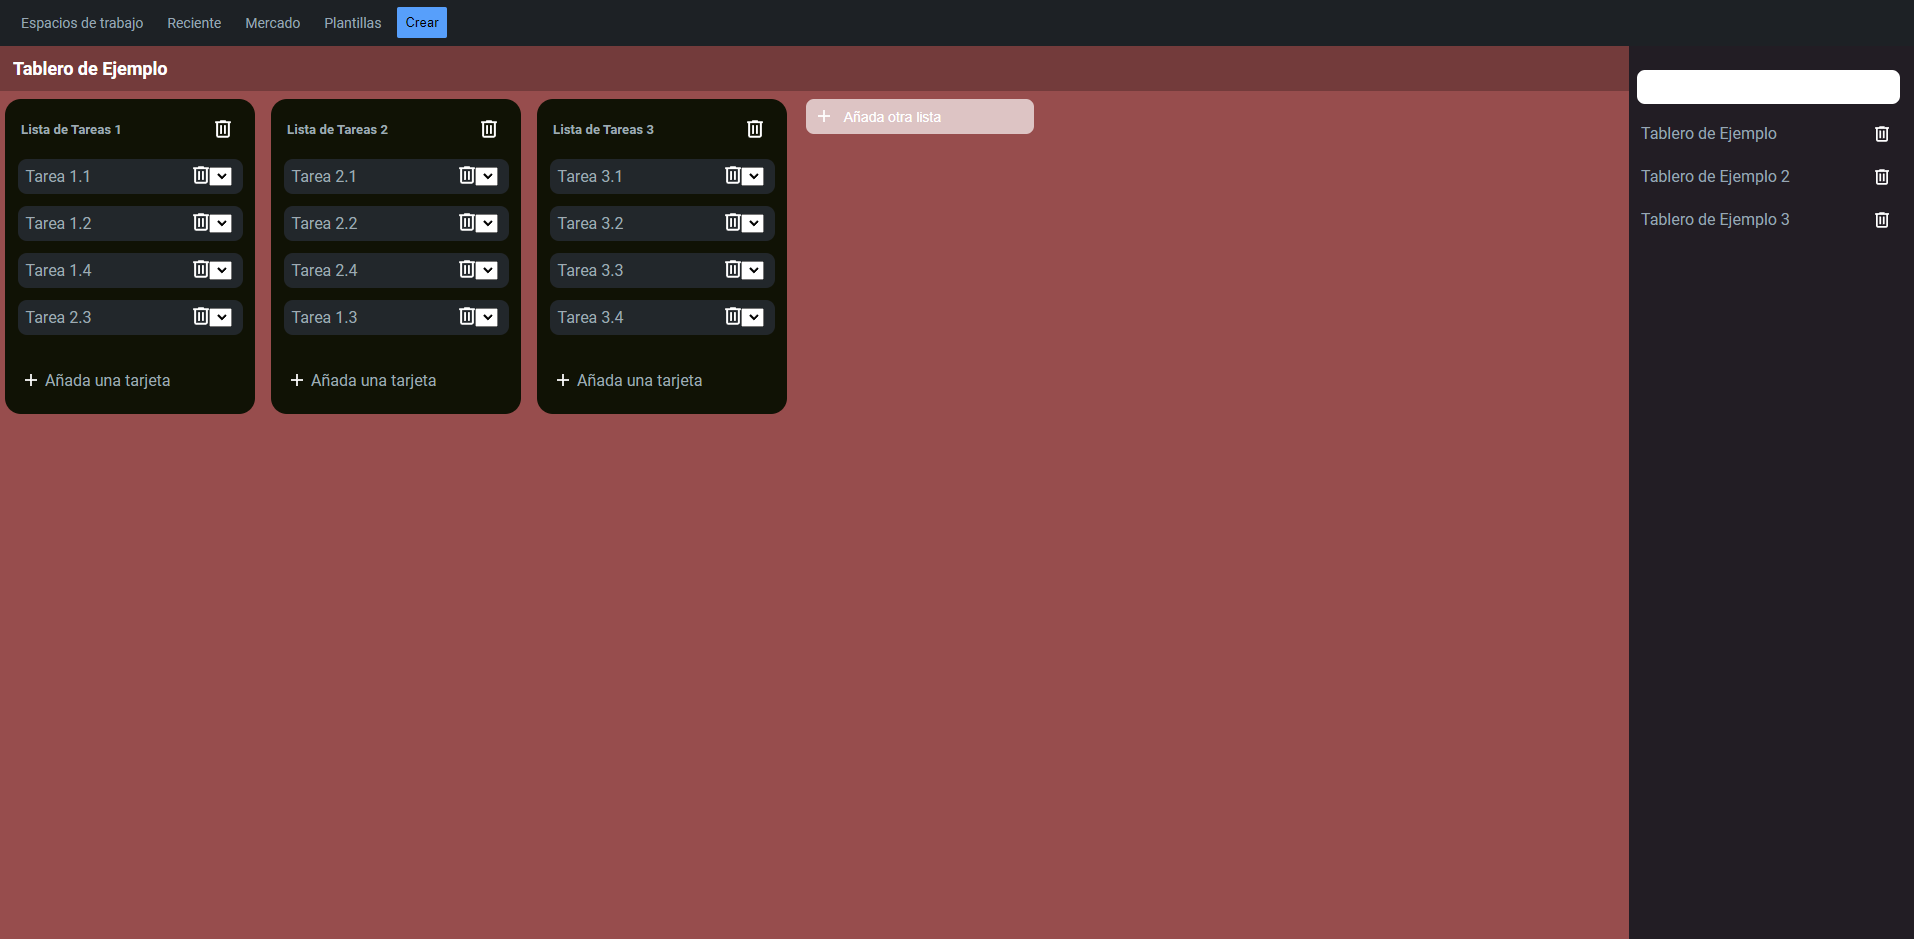 Espacios de trabajo Reciente Mercado Plantillas Crear
Tablero de Ejemplo
Lista de Tareas 1
Tarea 1.1
Tarea 1.2
Tarea 1.4
Tarea 2.3
Añada una tarjeta
Lista de Tareas 2
Tarea 2.1
Tarea 2.2
Tarea 2.4
Tarea 1.3
Añada una tarjeta
Lista de Tareas 3
Tarea 3.1
Tarea 3.2
Tarea 3.3
Tarea 3.4
Añada una tarjeta
Añada otra lista
Tablero de Ejemplo
Tablero de Ejemplo 2
Tablero de Ejemplo 3